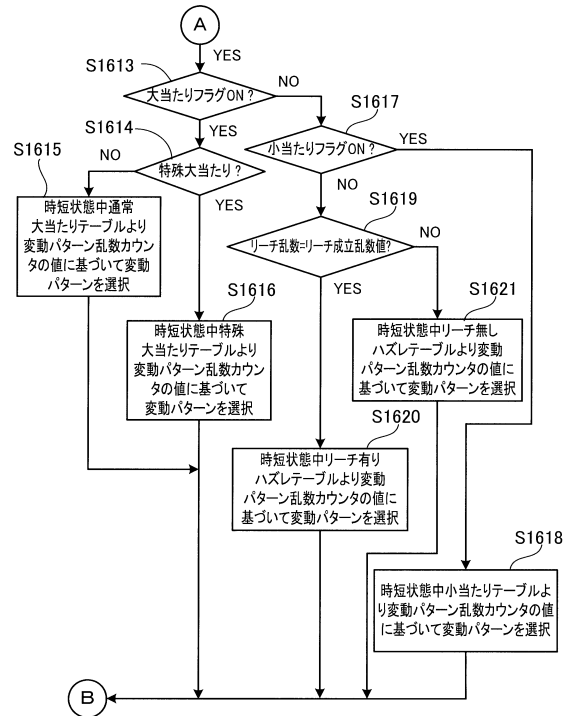 A
YES
S1613
大当たりフラグON?
NO
S1617
S1614
YES
小当たりフラグON?
YES
S1615
NO
特殊大当たり?
NO
YES
S1619
時短状態中通常
大当たりテーブルより
変動パターン乱数カウン
タの値に基づいて変動
パターンを選択
リーチ乱数=リーチ成立乱数値?
NO
YES
S1616
S1621
時短状態中特殊
大当たりテーブルより
変動パターン乱数カウン
タの値に基づいて
変動パターンを選択
時短状態中リーチ無し
ハズレテーブルより変動
パターン乱数カウンタの値に
基づいて変動パターンを選択
S1620
時短状態中リーチ有り
ハズレテーブルより変動
パターン乱数カウンタの値に
基づいて変動パターンを選択
S1618
時短状態中小当たりテーブルよ
り変動パターン乱数カウンタの値
に基づいて変動パターンを選択
B